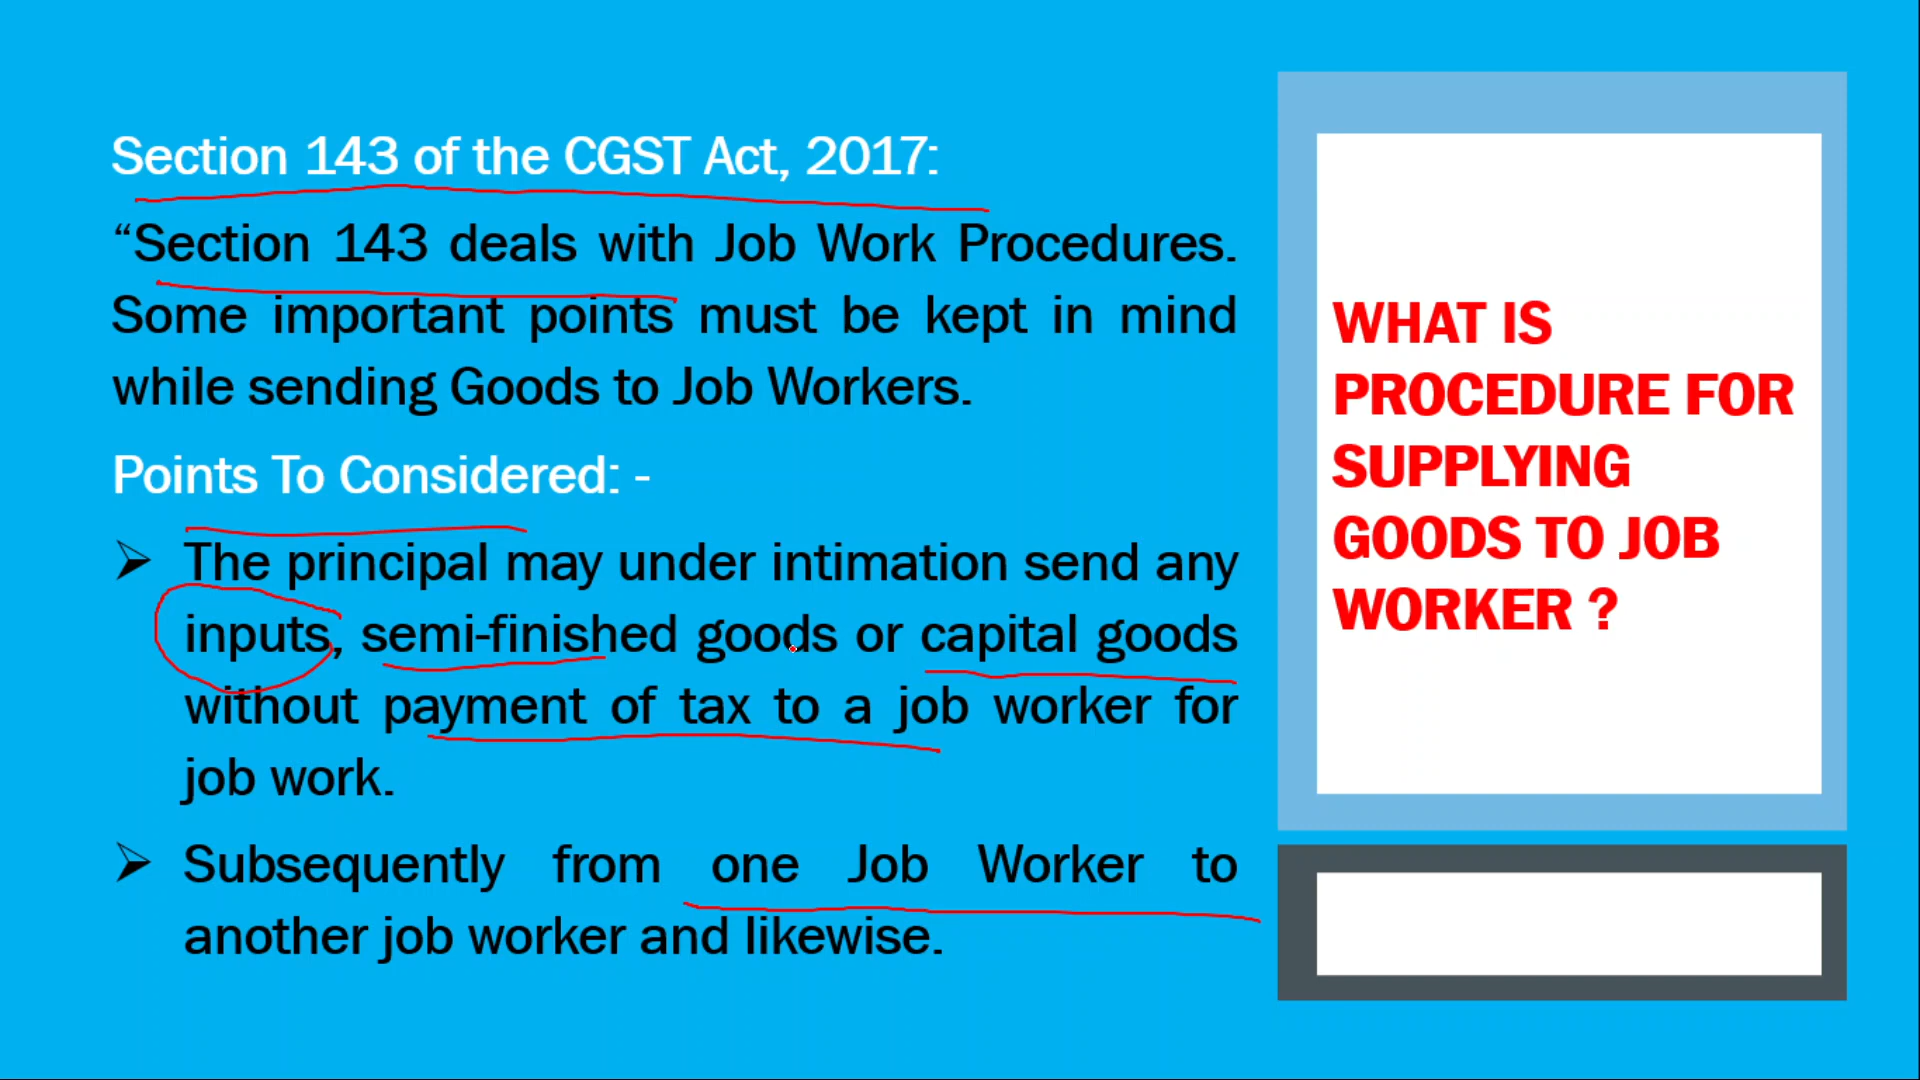 Section 143 of the CGST Act, 2017:
“Section 143 deals with Job Work Procedures.
Some important points must be kept in mind
while sending Goods to Job Workers.
Points To Considered: -
➢ The principal may under intimation send any
inputs, semi-finished goods or capital goods
without payment of tax to a job worker for
job work.
➢ Subsequently from one Job Worker to
another job worker and likewise.
WHAT IS
PROCEDURE FOR
SUPPLYING
GOODS TO JOB
WORKER ?